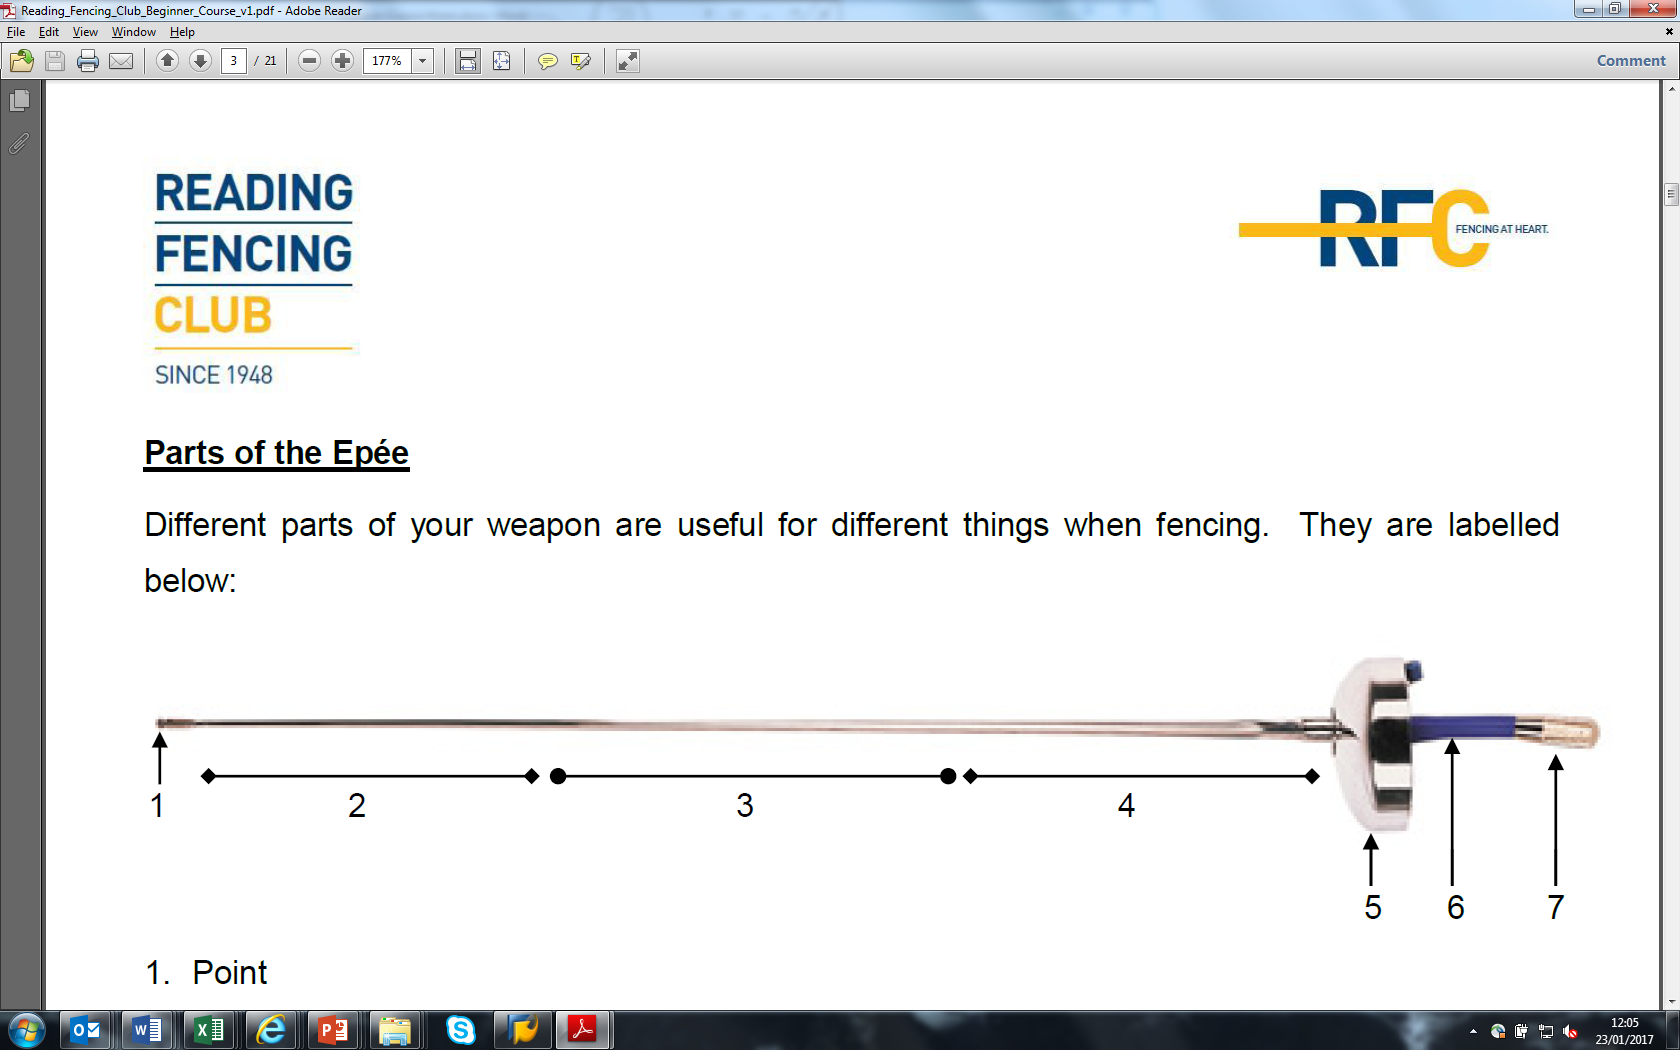 Reading_Fencing_Club_Beginner_Course_v1.pdf - Adobe Reader
File Edit View Window Help
3 / 21 177% Comment
READING
FENCING
CLUB
SINCE 1948
RFC FENCING AT HEART.
Parts of the Epée
Different parts of your weapon are useful for different things when fencing. They are labelled
below:
1 2 3 4
5 6 7
1. Point
12:05
23/01/2017